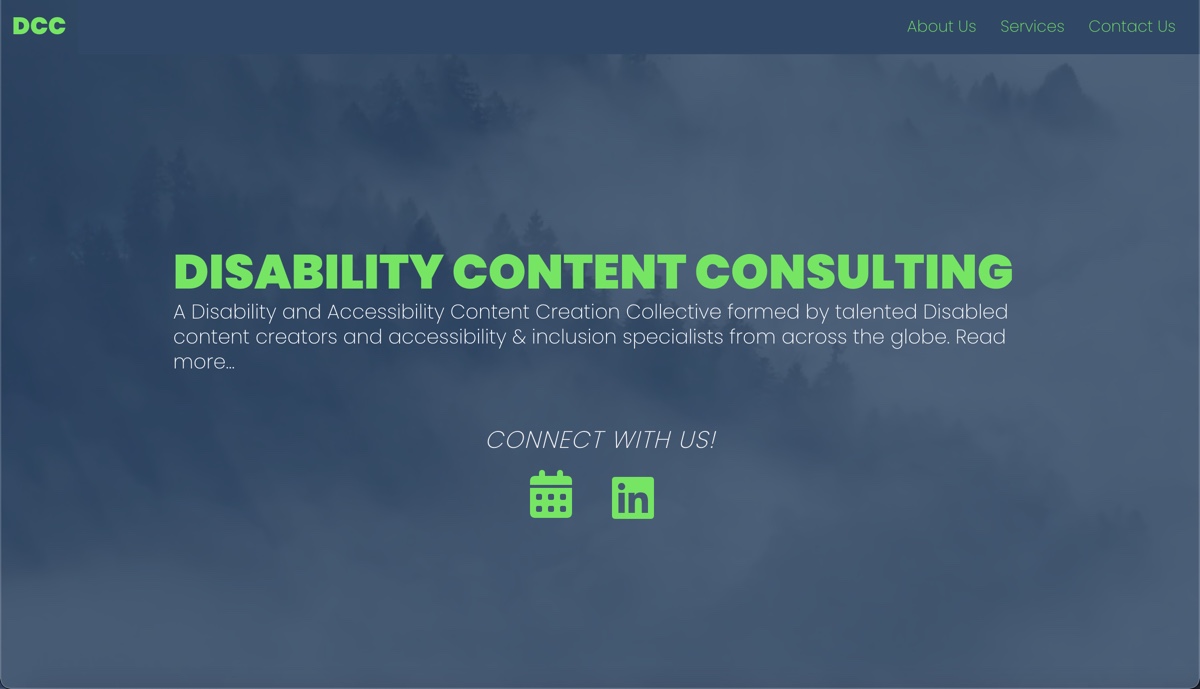 DCC
About Us Services Contact Us
DISABILITY CONTENT CONSULTING
A Disability and Accessibility Content Creation Collective formed by talented Disabled
content creators and accessibility & inclusion specialists from across the globe. Read
more...
CONNECT WITH US!
in